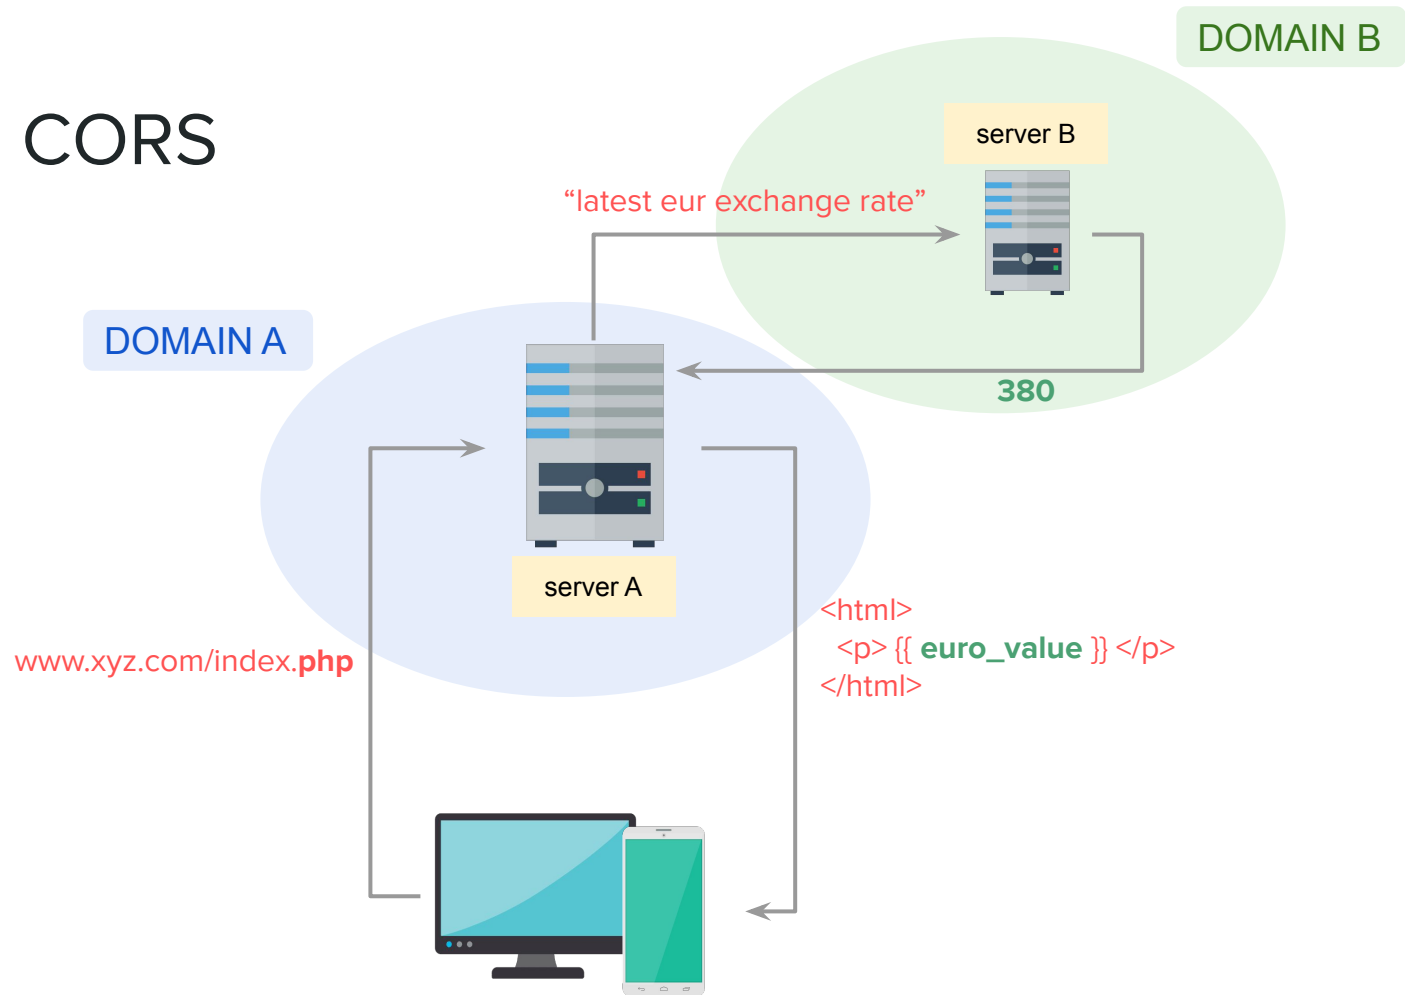 DOMAIN B
CORS
server B
“latest eur exchange rate”
DOMAIN A
380
server A
<html>
<p> {{ euro_value }} </p>
</html>
www.xyz.com/index.php